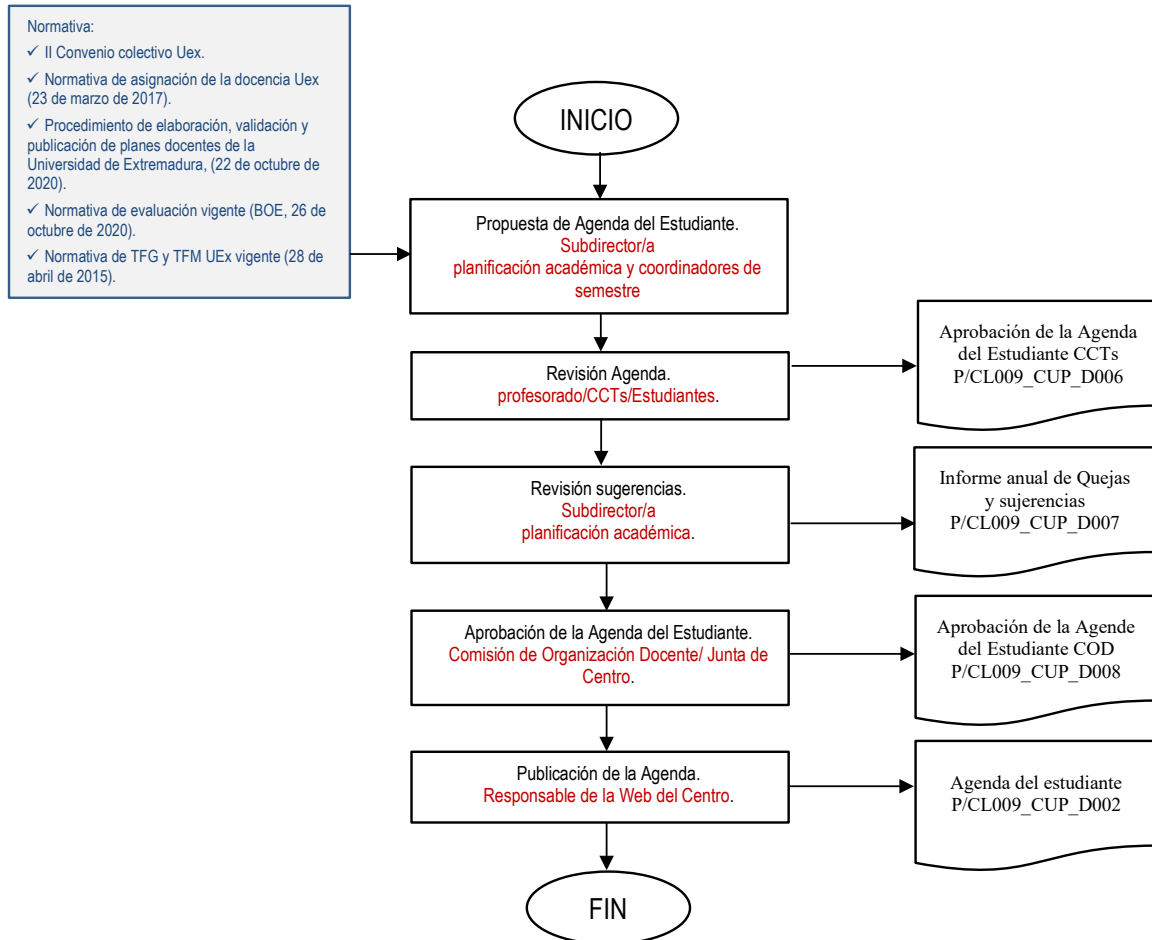 Normativa:
✓ II Convenio colectivo Uex.
✓ Normativa de asignación de la docencia Uex
(23 de marzo de 2017).
✓ Procedimiento de elaboración, validación y
publicación de planes docentes de la
Universidad de Extremadura, (22 de octubre de
2020).
✓ Normativa de evaluación vigente (BOE, 26 de
octubre de 2020).
✓ Normativa de TFG y TFM UEx vigente (28 de
abril de 2015).
INICIO
Propuesta de Agenda del Estudiante.
Subdirector/a
planificación académica y coordinadores de
semestre
Revisión Agenda.
profesorado/CCTs/Estudiantes.
Aprobación de la Agenda
del Estudiante CCTs
P/CL009_CUP_D006
Revisión sugerencias.
Subdirector/a
planificación académica.
Informe anual de Quejas
y sujerencias
P/CL009_CUP_D007
Aprobación de la Agenda del Estudiante.
Comisión de Organización Docente/ Junta de
Centro.
Aprobación de la Agende
del Estudiante COD
P/CL009_CUP_D008
Publicación de la Agenda.
Responsable de la Web del Centro.
Agenda del estudiante
P/CL009_CUP_D002
FIN